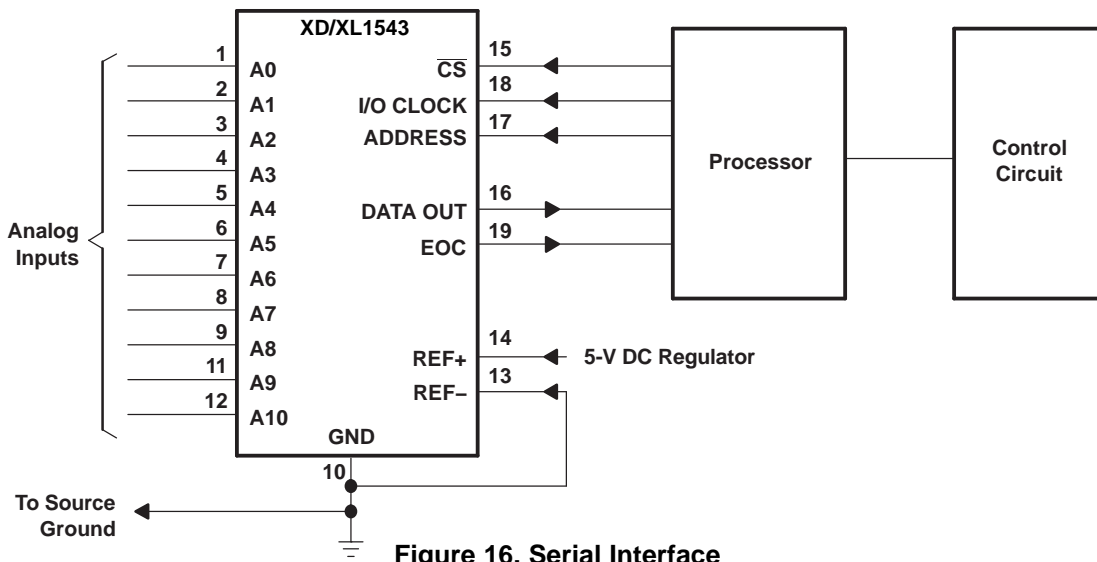 XD/XL1543
1
A0
2
A1
3
A2
4
A3
5
A4
6
A5
7
A6
8
A7
9
A8
11
A9
12
A10
Analog
Inputs
15
CS
18
I/O CLOCK
17
ADDRESS
16
DATA OUT
19
EOC
14
REF+
5-V DC Regulator
13
REF–
GND
10
To Source
Ground
Processor
Control
Circuit
Figure 16. Serial Interface